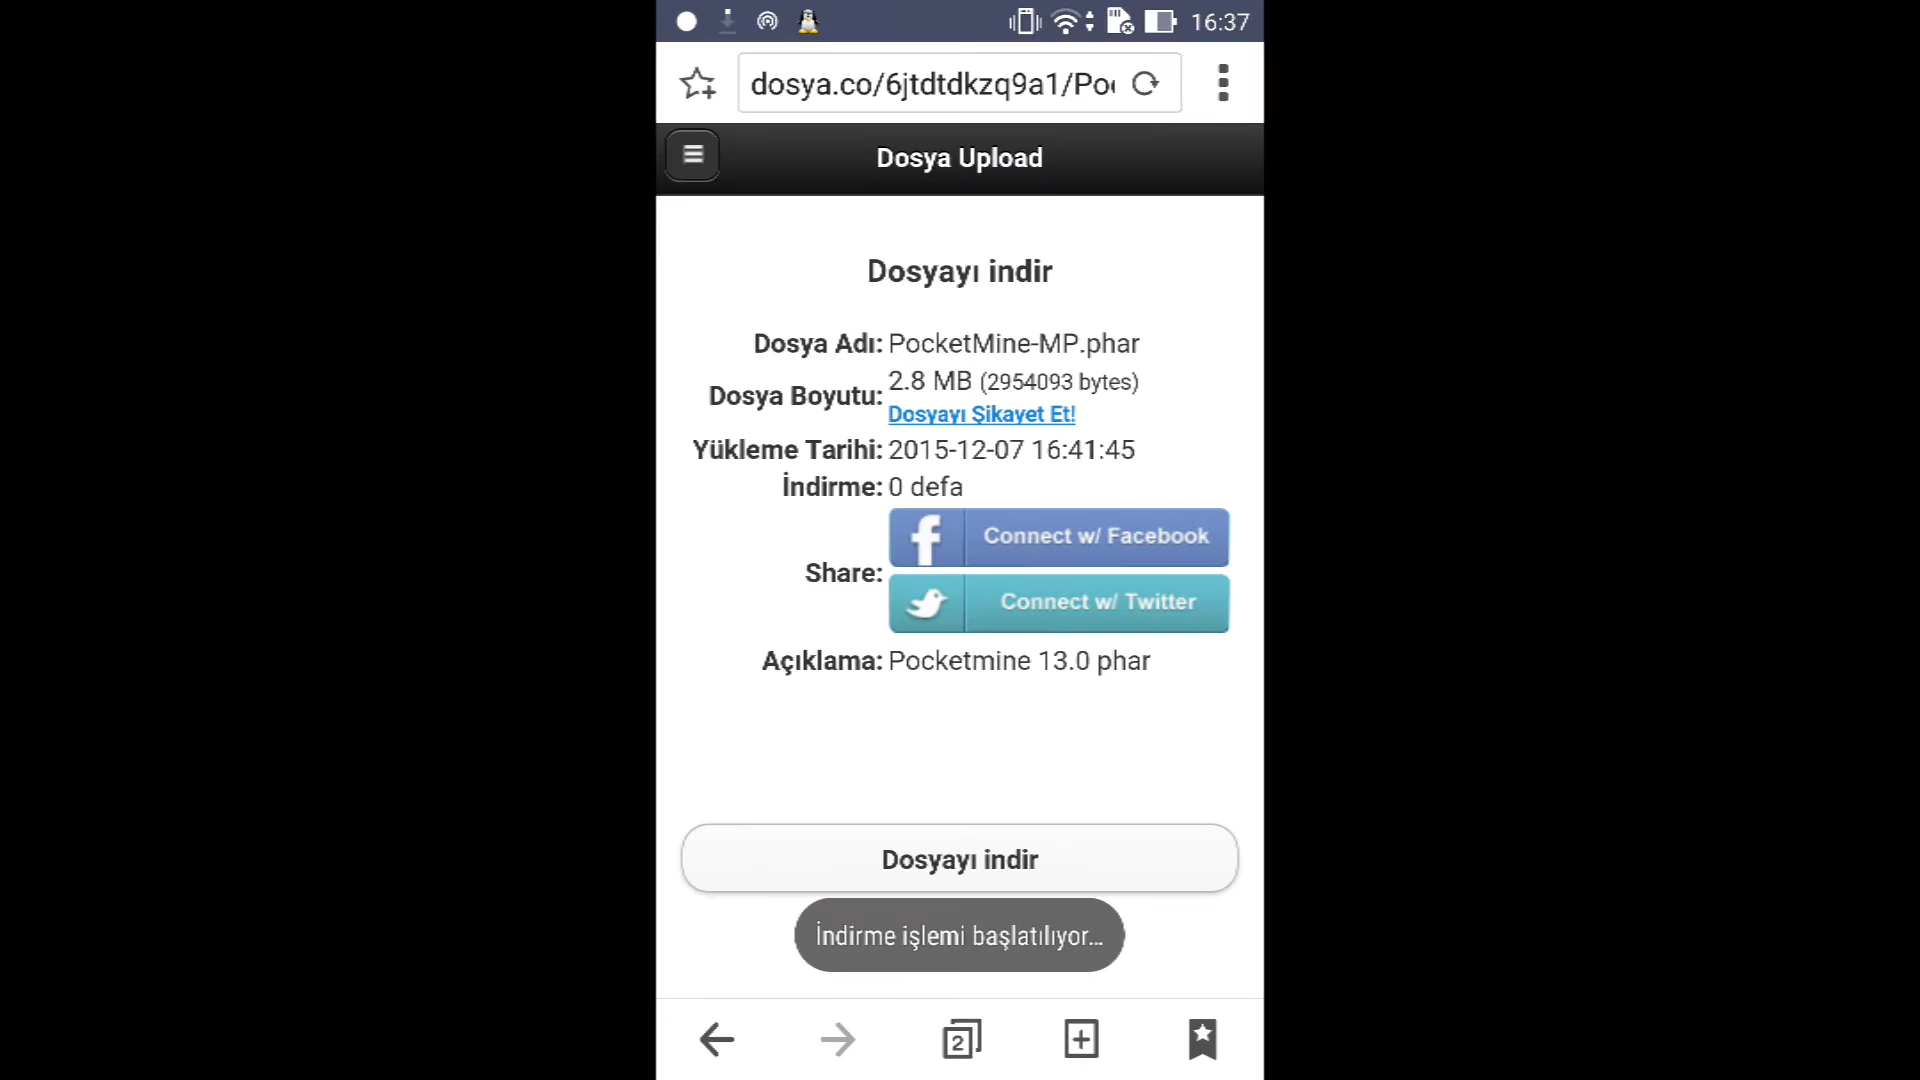 16:37
dosya.co/6jtdtdkzq9a1/Po
Dosya Upload
Dosyayı indir
Dosya Adı: PocketMine-MP.phar
Dosya Boyutu: 2.8 MB (2954093 bytes)
Dosyayı Şikayet Et!
Yükleme Tarihi: 2015-12-07 16:41:45
İndirme: 0 defa
Connect w/ Facebook
Share:
Connect w/ Twitter
Açıklama: Pocketmine 13.0 phar
Dosyayı indir
İndirme işlemi başlatılıyor...
2